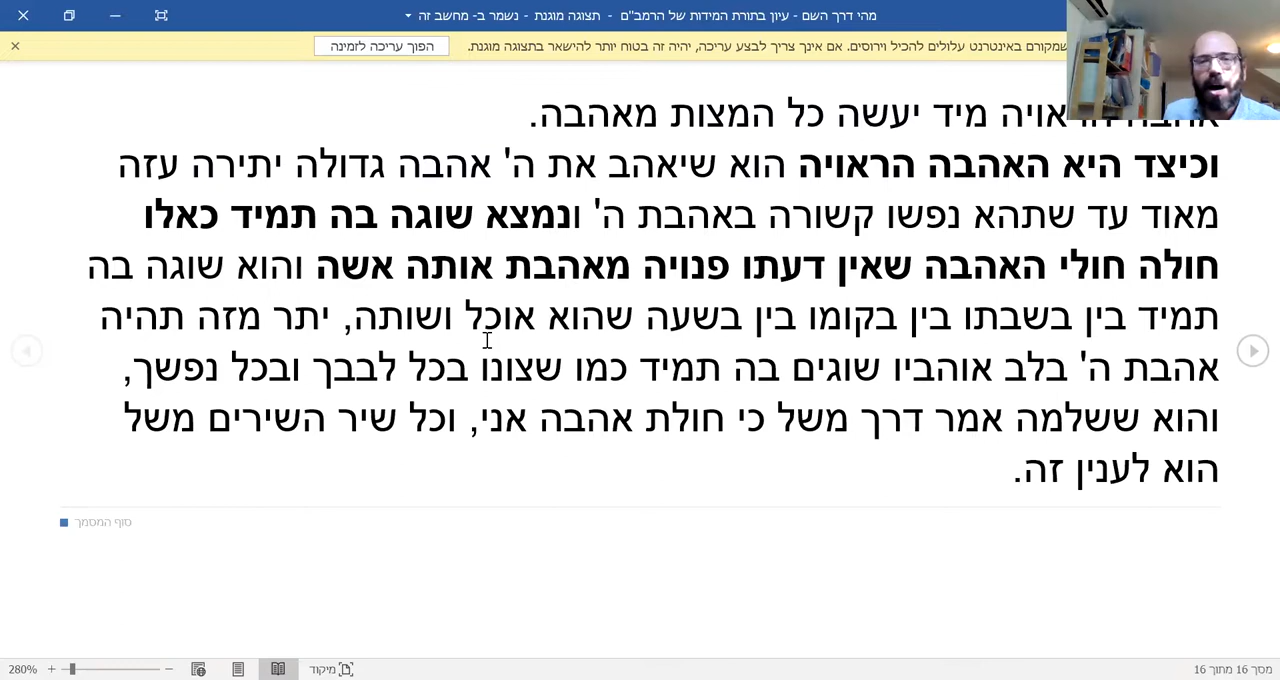 מהי דרך השם - עיון בתורת המידות של הרמב"ם - תצוגה מוגנת - נשמר ב- מחשב זה
שמקורם באינטרנט עלולים להכיל וירוסים. אם אינך צריך לבצע עריכה, יהיה זה בטוח יותר להישאר בתצוגה מוגנת. הפוך עריכה לזמינה
מיד יעשה כל המצות מאהבה.
וכיצד היא האהבה הראויה הוא שיאהב את ה' אהבה גדולה יתירה עזה
מאוד עד שתהא נפשו קשורה באהבת ה' ונמצא שוגה בה תמיד כאלו
חולה חולי האהבה שאין דעתו פנויה מאהבת אותה אשה והוא שוגה בה
תמיד בין בשבתו בין בקומו בין בשעה שהוא אוכל ושותה, יתר מזה תהיה
אהבת ה' בלב אוהביו שוגים בה תמיד כמו שצונו בכל לבבך ובכל נפשך,
והוא ששלמה אמר דרך משל כי חולת אהבה אני, וכל שיר השירים משל
הוא לענין זה.
סוף המסמך
מסך 16 מתוך 16 מיקוד 280%